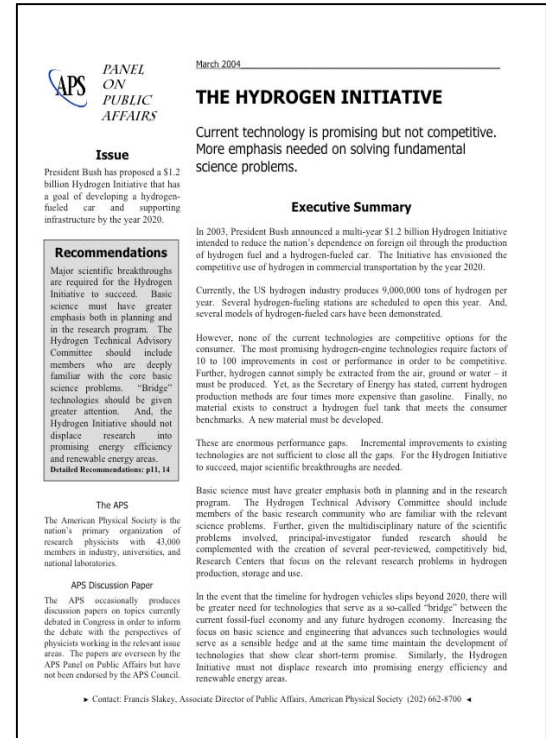 APS
PANEL
ON
PUBLIC
AFFAIRS
Issue
President Bush has proposed a $1.2
billion Hydrogen Initiative that has
a goal of developing a hydrogen-
fueled car and supporting
infrastructure by the year 2020.
Recommendations
Major scientific breakthroughs
are required for the Hydrogen
Initiative to succeed. Basic
science must have greater
emphasis both in planning and
in the research program. The
Hydrogen Technical Advisory
Committee should include
members who are deeply
familiar with the core basic
science problems. “Bridge”
technologies should be given
greater attention. And, the
Hydrogen Initiative should not
displace research into
promising energy efficiency
and renewable energy areas.
Detailed Recommendations: p11, 14
The APS
The American Physical Society is the
nation’s primary organization of
research physicists with 43,000
members in industry, universities, and
national laboratories.
APS Discussion Paper
The APS occasionally produces
discussion papers on topics currently
debated in Congress in order to inform
the debate with the perspectives of
physicists working in the relevant issue
areas. The papers are overseen by the
APS Panel on Public Affairs but have
not been endorsed by the APS Council.
March 2004
THE HYDROGEN INITIATIVE
Current technology is promising but not competitive.
More emphasis needed on solving fundamental
science problems.
Executive Summary
In 2003, President Bush announced a multi-year $1.2 billion Hydrogen Initiative
intended to reduce the nation’s dependence on foreign oil through the production
of hydrogen fuel and a hydrogen-fueled car. The Initiative has envisioned the
competitive use of hydrogen in commercial transportation by the year 2020.
Currently, the US hydrogen industry produces 9,000,000 tons of hydrogen per
year. Several hydrogen-fueling stations are scheduled to open this year. And,
several models of hydrogen-fueled cars have been demonstrated.
However, none of the current technologies are competitive options for the
consumer. The most promising hydrogen-engine technologies require factors of
10 to 100 improvements in cost or performance in order to be competitive.
Further, hydrogen cannot simply be extracted from the air, ground or water – it
must be produced. Yet, as the Secretary of Energy has stated, current hydrogen
production methods are four times more expensive than gasoline. Finally, no
material exists to construct a hydrogen fuel tank that meets the consumer
benchmarks. A new material must be developed.
These are enormous performance gaps. Incremental improvements to existing
technologies are not sufficient to close all the gaps. For the Hydrogen Initiative
to succeed, major scientific breakthroughs are needed.
Basic science must have greater emphasis both in planning and in the research
program. The Hydrogen Technical Advisory Committee should include
members of the basic research community who are familiar with the relevant
science problems. Further, given the multidisciplinary nature of the scientific
problems involved, principal-investigator funded research should be
complemented with the creation of several peer-reviewed, competitively bid,
Research Centers that focus on the relevant research problems in hydrogen
production, storage and use.
In the event that the timeline for hydrogen vehicles slips beyond 2020, there will
be greater need for technologies that serve as a so-called “bridge” between the
current fossil-fuel economy and any future hydrogen economy. Increasing the
focus on basic science and engineering that advances such technologies would
serve as a sensible hedge and at the same time maintain the development of
technologies that show clear short-term promise. Similarly, the Hydrogen
Initiative must not displace research into promising energy efficiency and
renewable energy areas.
► Contact: Francis Slakey, Associate Director of Public Affairs, American Physical Society (202) 662-8700 ◄